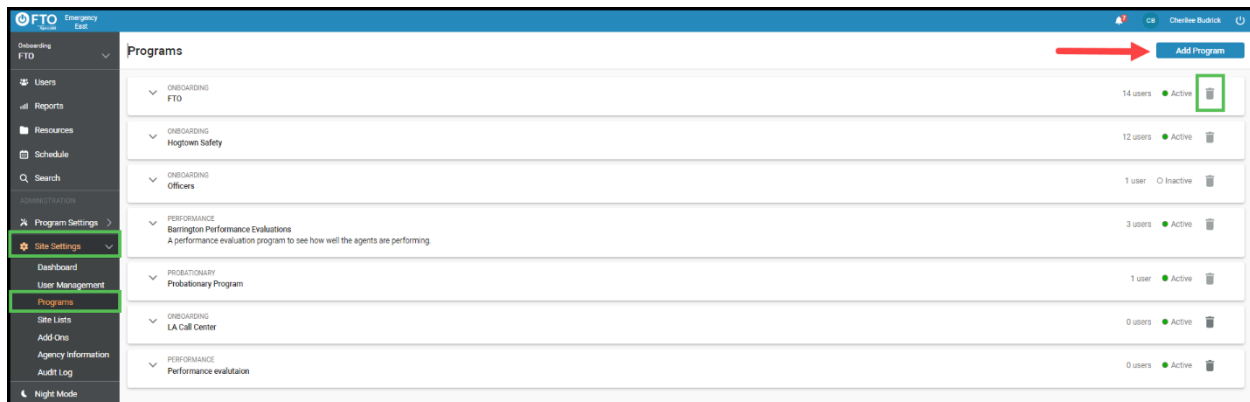 FTO Emergency
East
Cherilee Budrick
CB
Onboarding
FTO
Programs
Add Program
Users
Reports
Resources
Schedule
Search
ADMINISTRATION
Program Settings
Site Settings
Dashboard
User Management
Programs
Site Lists
Add-Ons
Agency Information
Audit Log
Night Mode
ONBOARDING
FTO
14 users Active
ONBOARDING
Hogtown Safety
12 users Active
ONBOARDING
Officers
1 user Inactive
PERFORMANCE
Barrington Performance Evaluations
A performance evaluation program to see how well the agents are performing.
3 users Active
PROBATIONARY
Probationary Program
1 user Active
ONBOARDING
LA Call Center
0 users Active
PERFORMANCE
Performance evalutaion
0 users Active